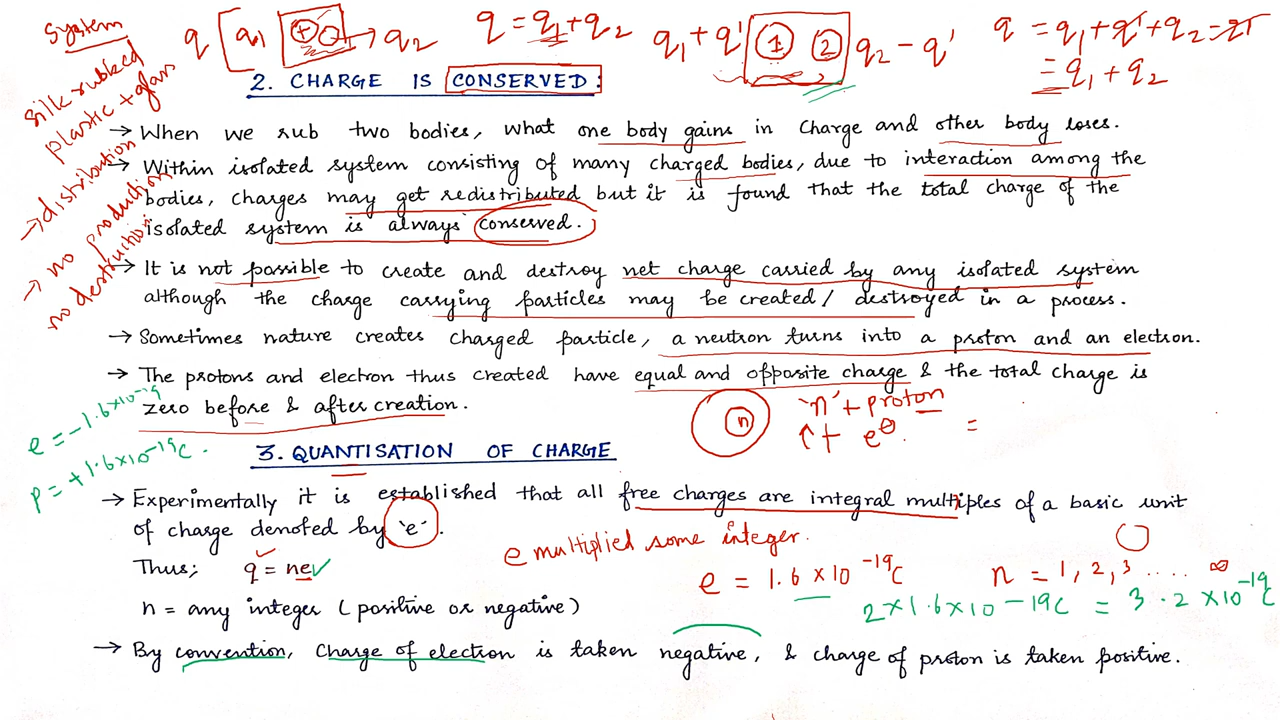 System
q [ q₁ ⊕⊖ → q₂
q = q₁ + q₂
q₁ + q' ① ② q₂ - q'
q = q₁ + q' + q₂ - q'
= q₁ + q₂
Silk rubbed
plastic + glass
→ distribution
→ no production
no destruction
2. CHARGE IS CONSERVED:
→ When we rub two bodies, what one body gains in charge and other body loses.
→ Within isolated system consisting of many charged bodies, due to interaction among the
bodies, charges may get redistributed but it is found that the total charge of the
isolated system is always conserved.
→ It is not possible to create and destroy net charge carried by any isolated system
although the charge carrying particles may be created/ destroyed in a process.
→ Sometimes nature creates charged particle, a neutron turns into a proton and an electron.
→ The protons and electron thus created have equal and opposite charge & the total charge is
zero before & after creation.
e = -1.6×10⁻¹⁹
p = +1.6×10⁻¹⁹C.
n
'n' + proton =
↑ + e⊖.
3. QUANTISATION OF CHARGE
→ Experimentally it is established that all free charges are integral multiples of a basic unit
of charge denoted by 'e'.
e multiplied some integer.
Thus; q = ne
e = 1.6 × 10⁻¹⁹C
n = 1, 2, 3 .... ∞
2×1.6×10⁻¹⁹C = 3.2×10⁻¹⁹C
n = any integer (positive or negative)
→ By convention, charge of electron is taken negative, & charge of proton is taken positive.